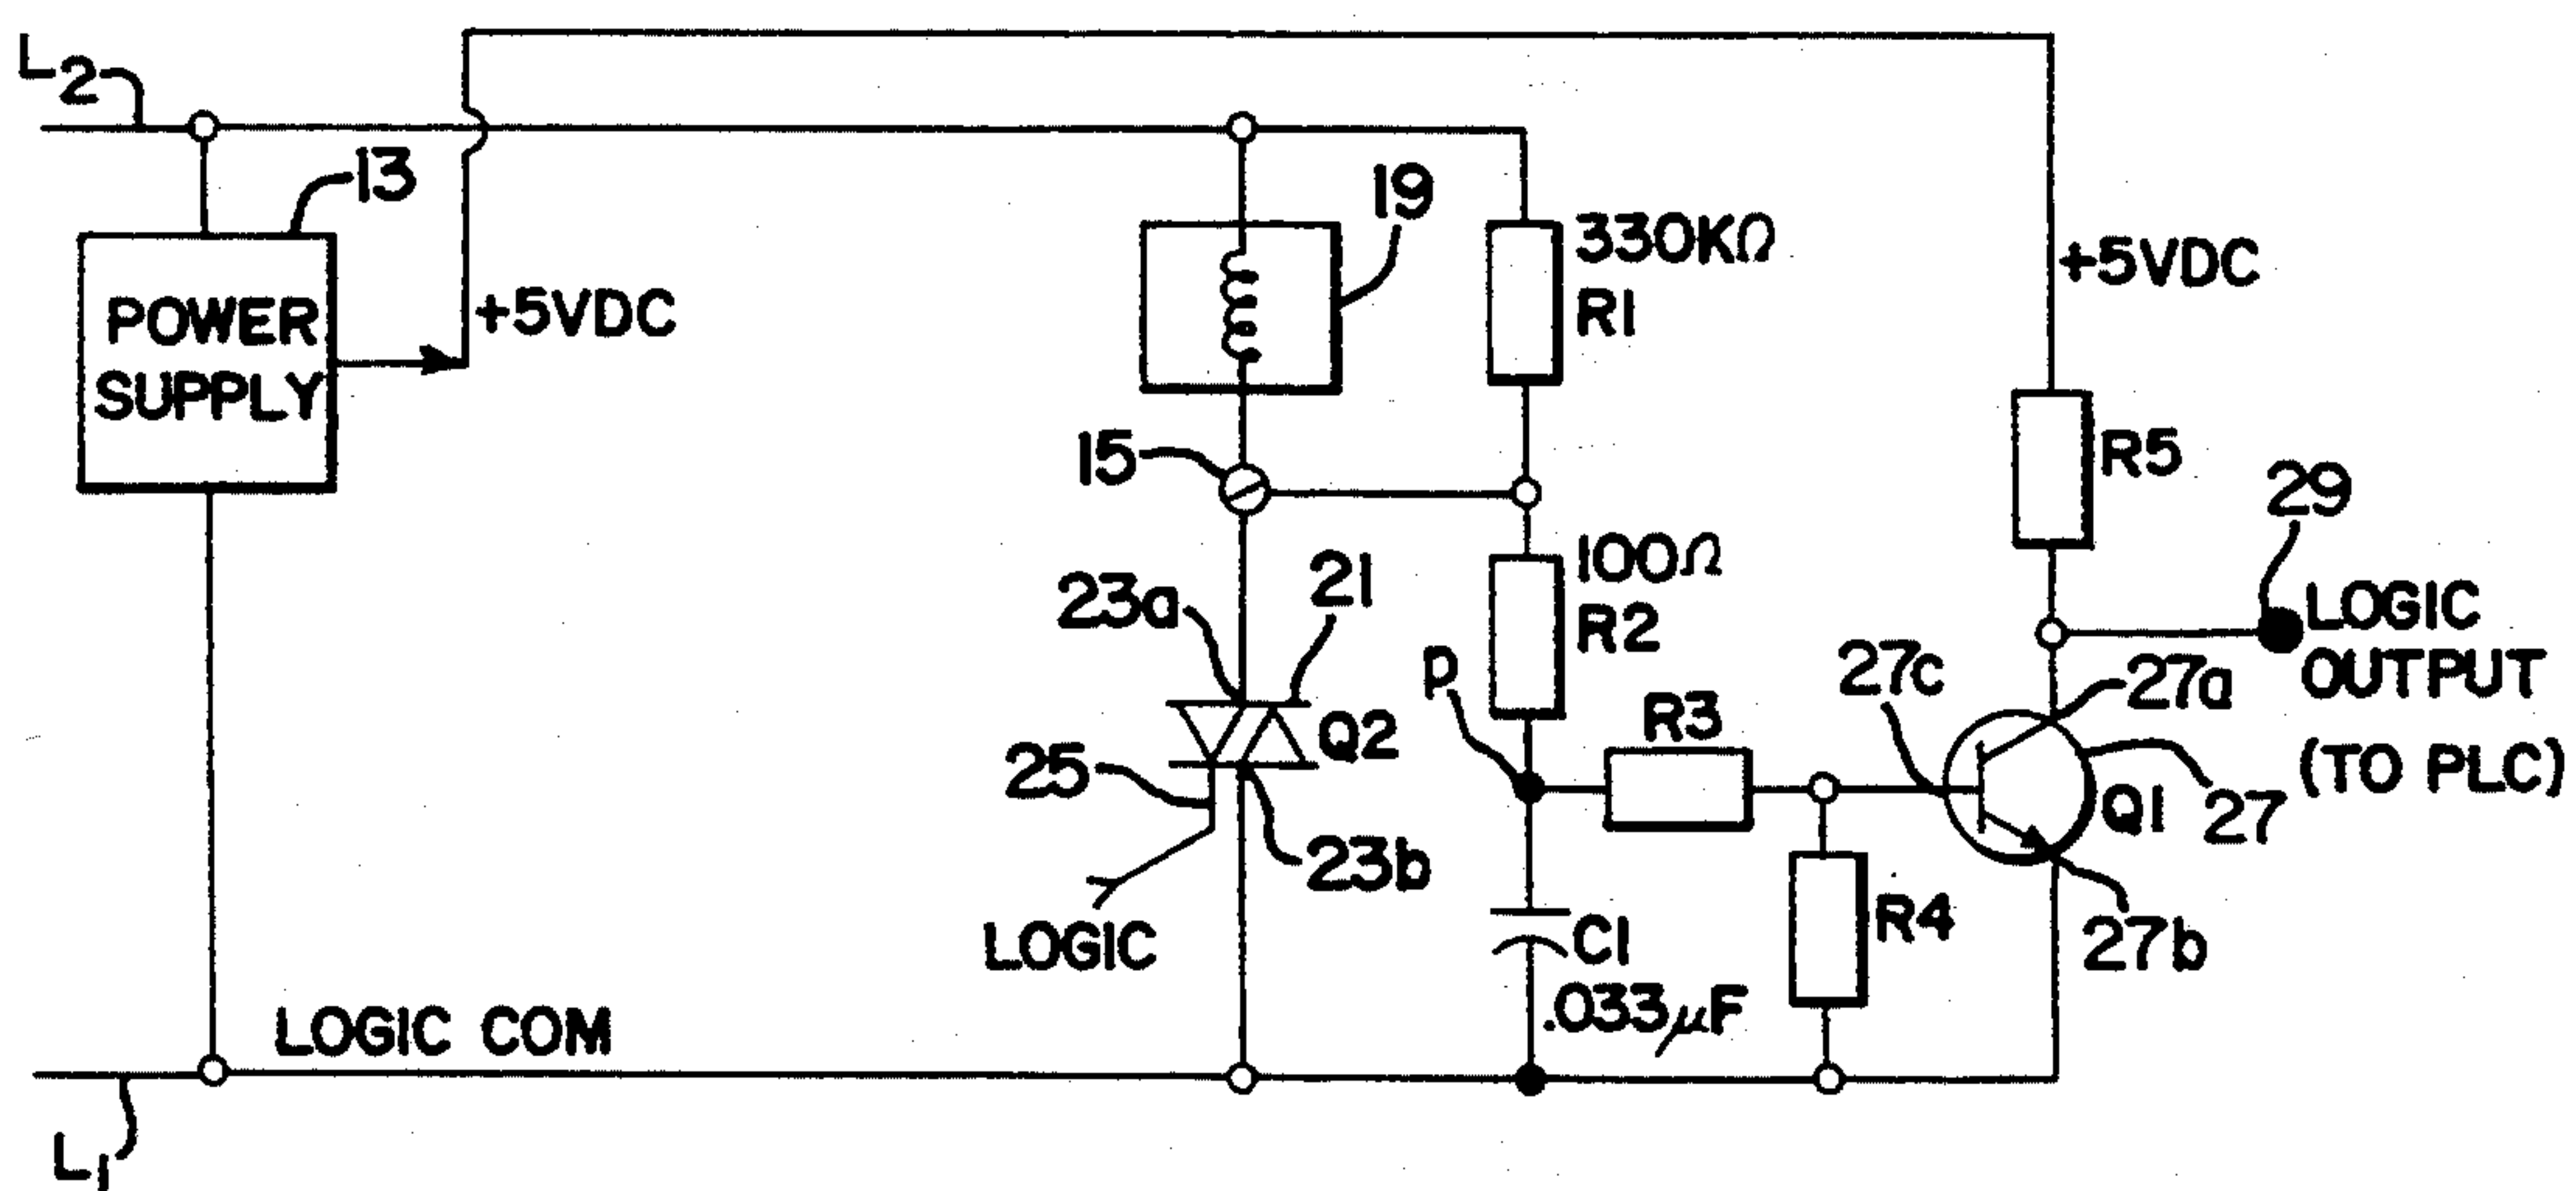 L2
13
POWER
SUPPLY
+5VDC
19
330KΩ
R1
+5VDC
15
R5
29
LOGIC
OUTPUT
(TO PLC)
23a
21
100Ω
R2
Q2
25
23b
LOGIC
p
R3
27c
27a
Q1
27
R4
27b
C1
.033μF
LOGIC COM
L1